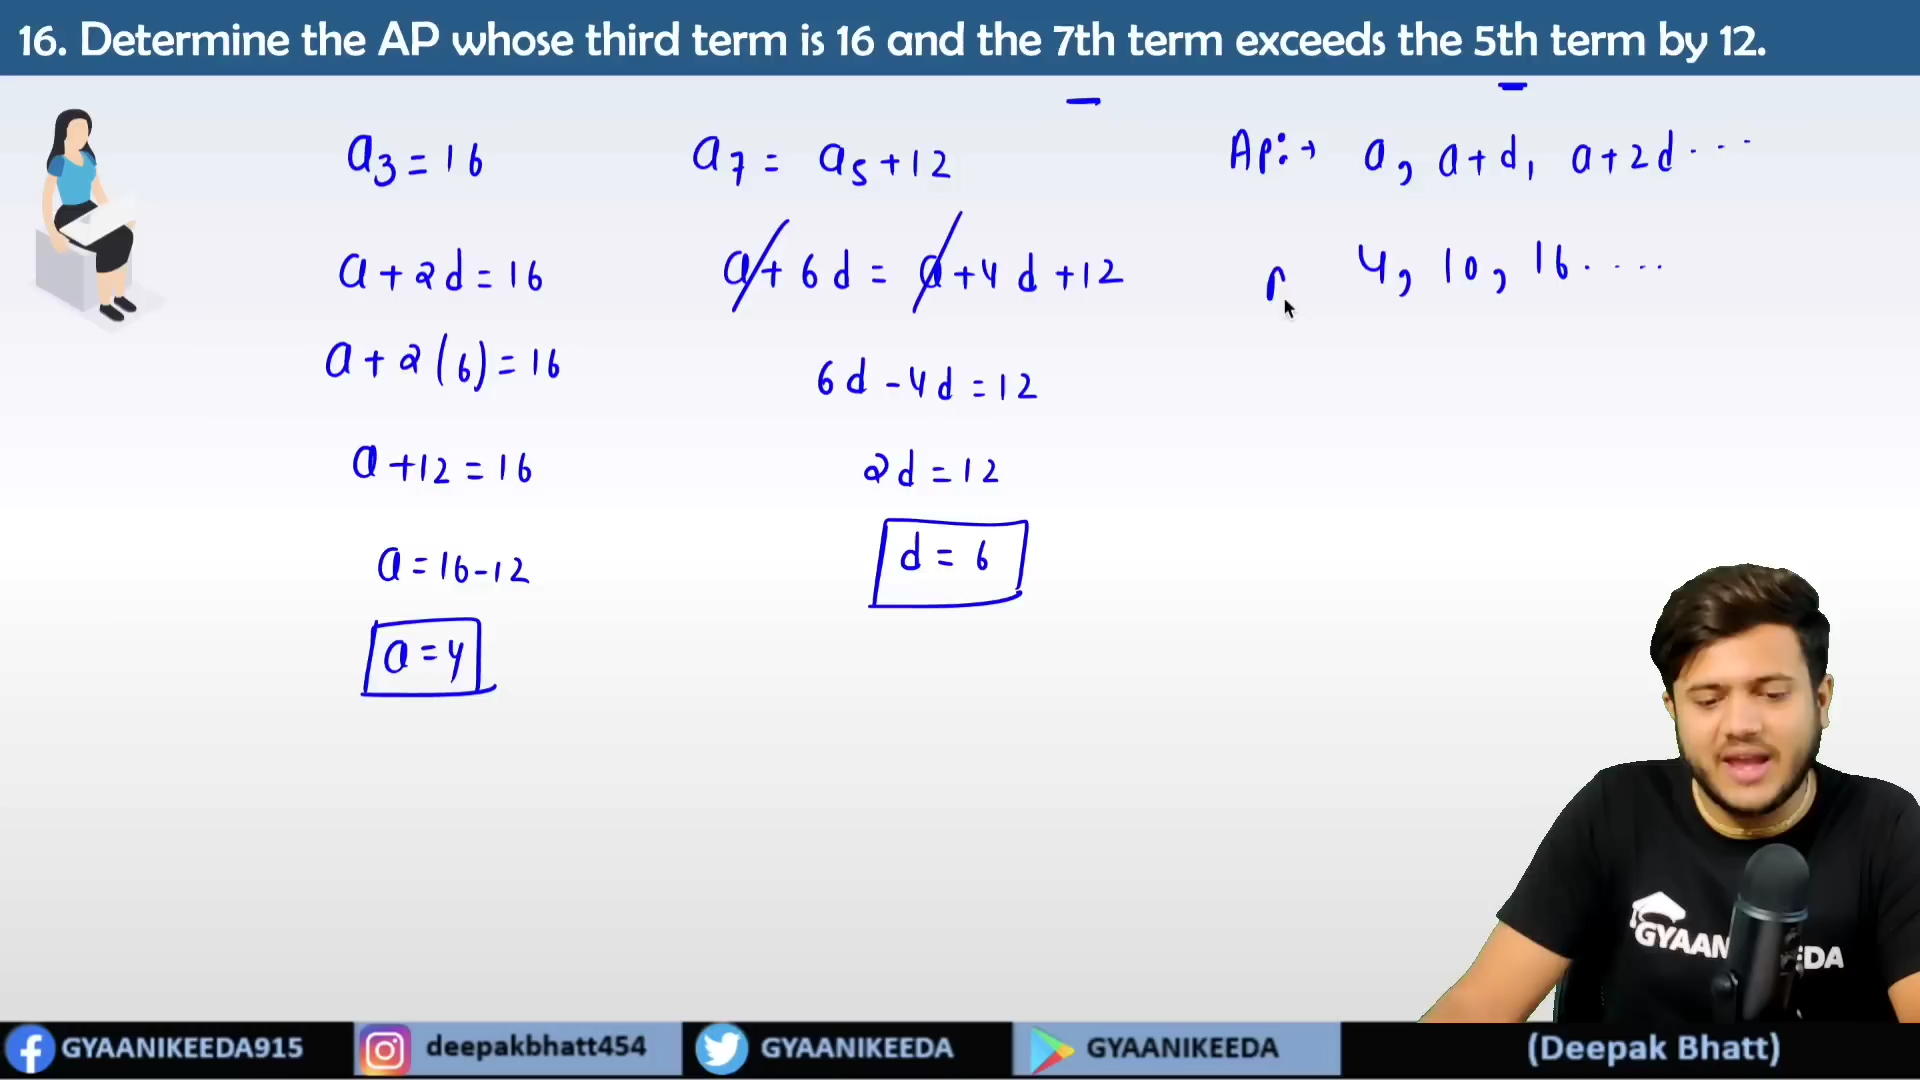 16. Determine the AP whose third term is 16 and the 7th term exceeds the 5th term by 12.
a3 = 16
a + 2d = 16
a + 2(6) = 16
a + 12 = 16
a = 16 - 12
a = 4
a7 = a5 + 12
a + 6d = a + 4d + 12
6d - 4d = 12
2d = 12
d = 6
AP:→ a, a+d, a+2d ...
4, 10, 16 ....
GYAAN
DA
GYAANIKEEDA915
deepakbhatt454
GYAANIKEEDA
GYAANIKEEDA
(Deepak Bhatt)